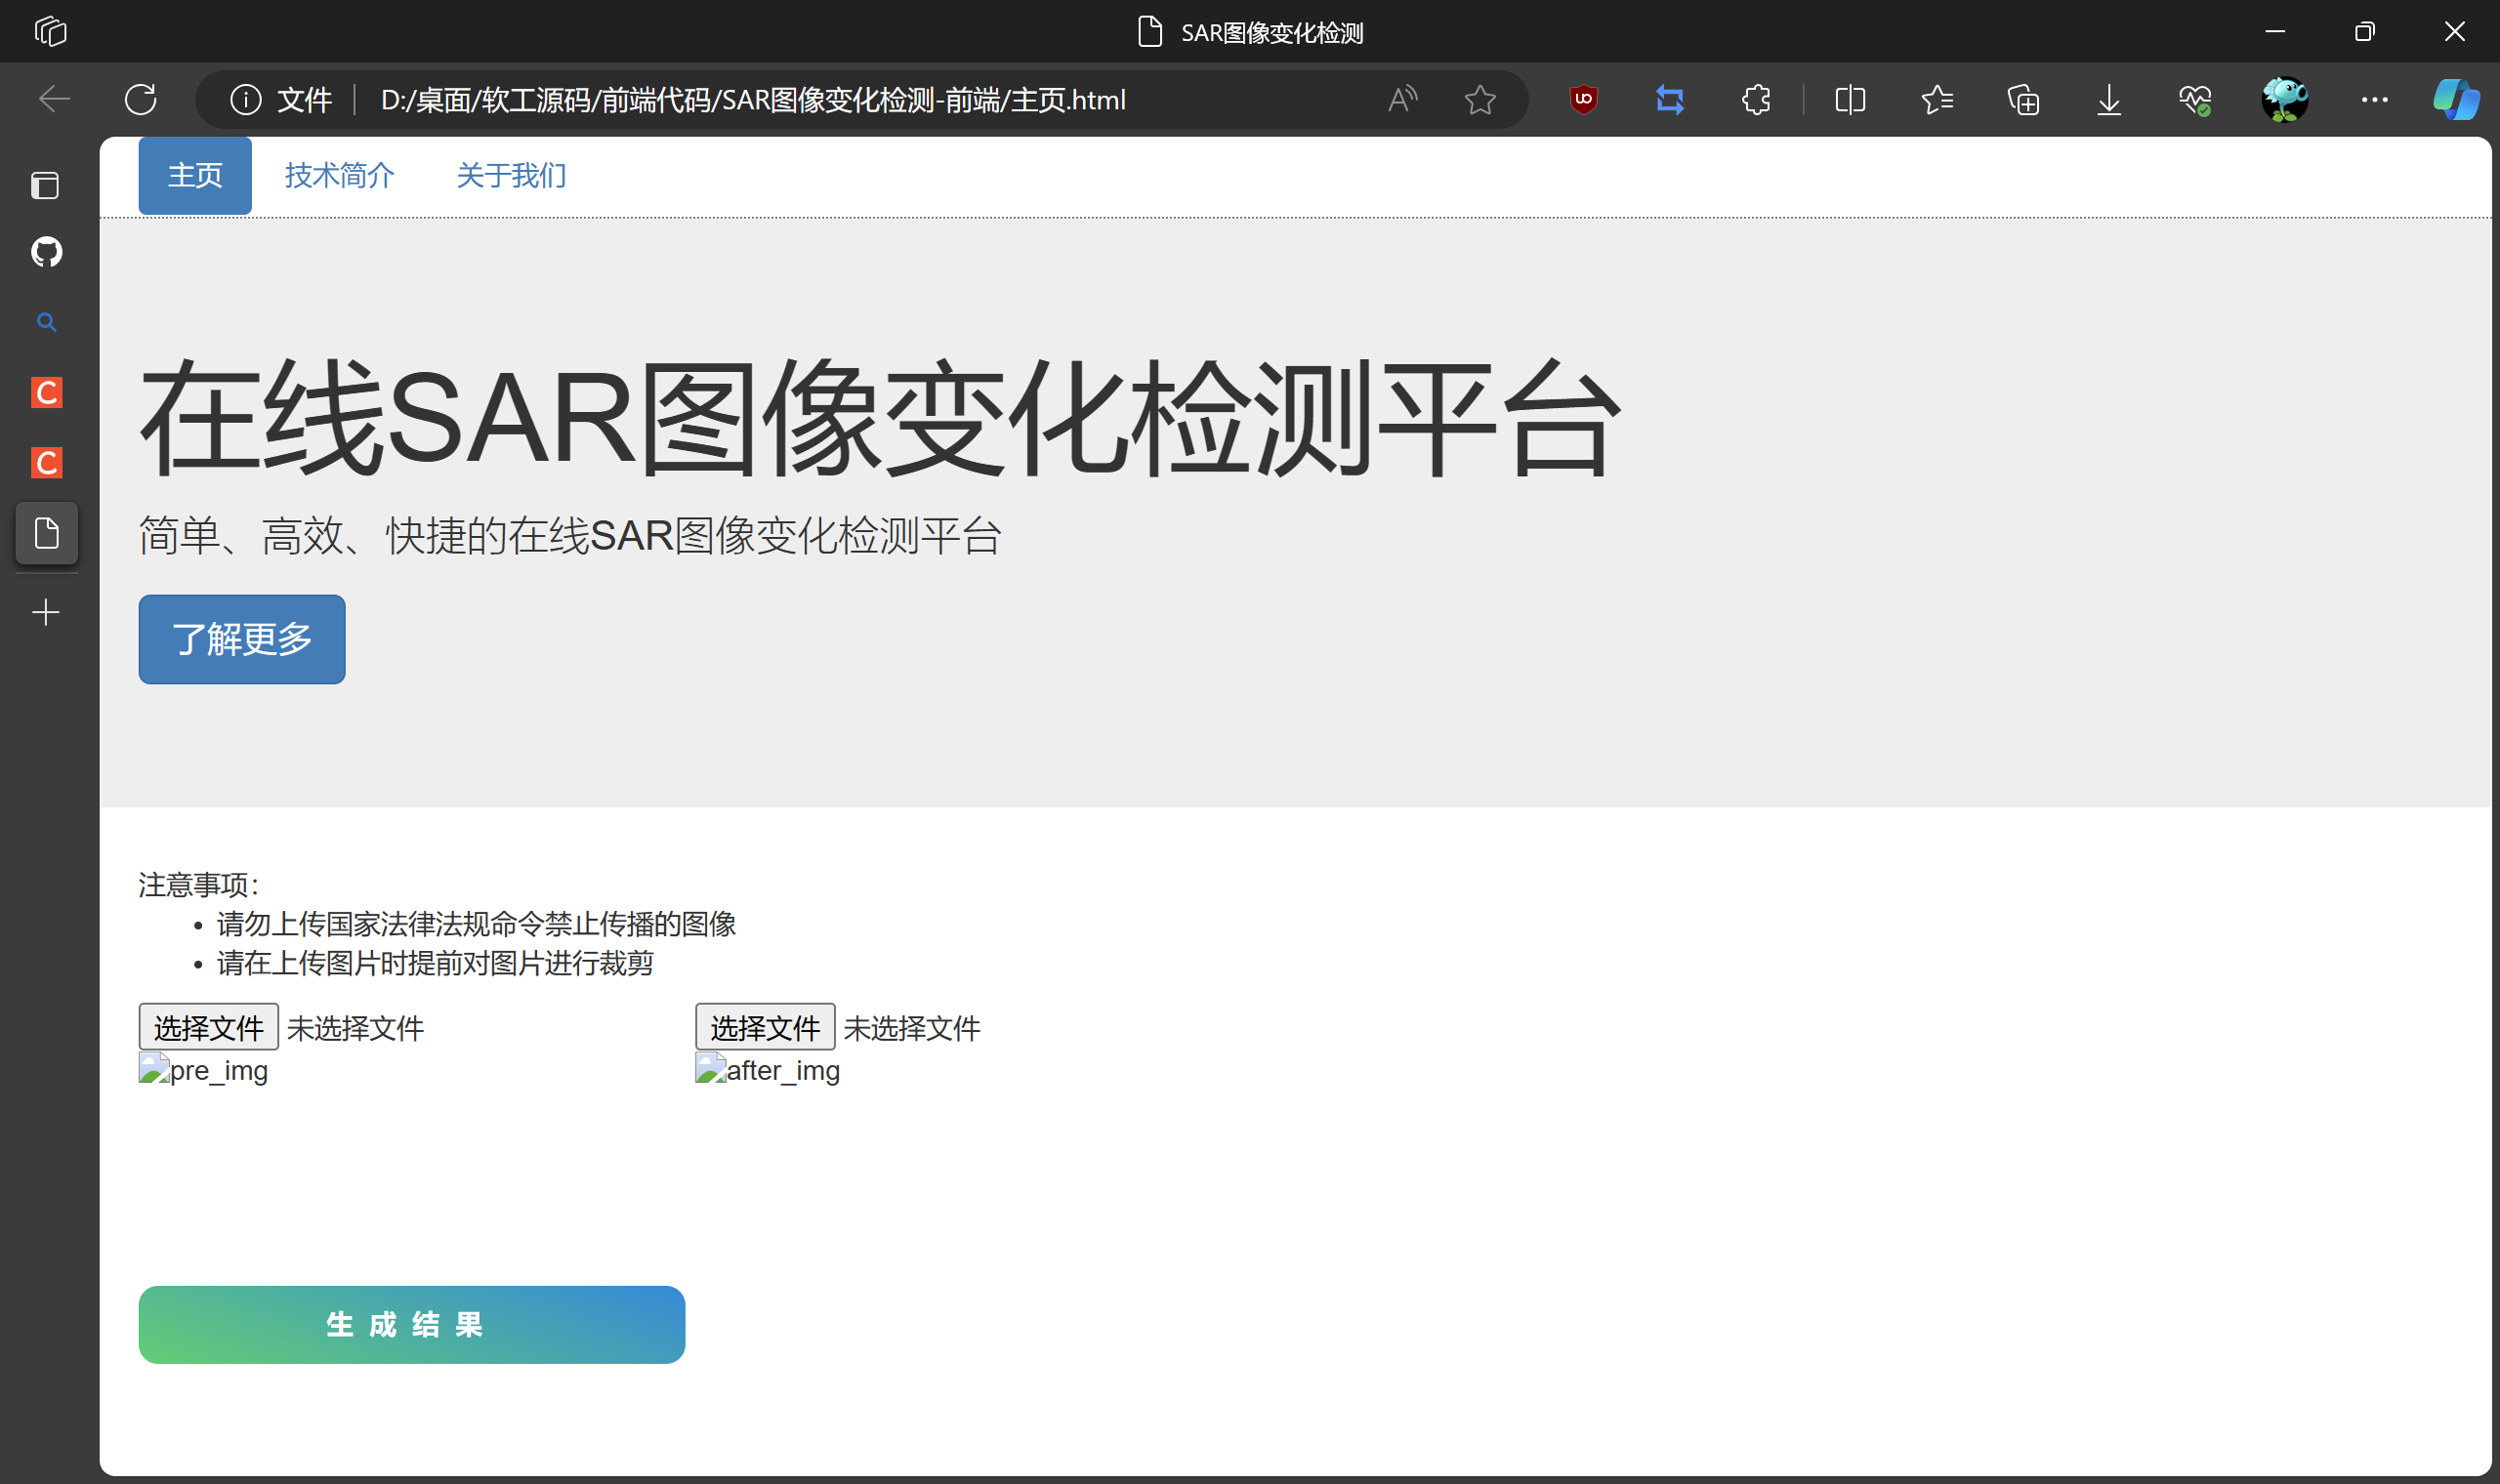 SAR图像变化检测
文件 D:/桌面/软工源码/前端代码/SAR图像变化检测-前端/主页.html
主页 技术简介 关于我们
在线SAR图像变化检测平台
简单、高效、快捷的在线SAR图像变化检测平台
了解更多
注意事项：
• 请勿上传国家法律法规命令禁止传播的图像
• 请在上传图片时提前对图片进行裁剪
选择文件 未选择文件 选择文件 未选择文件
pre_img after_img
生成结果